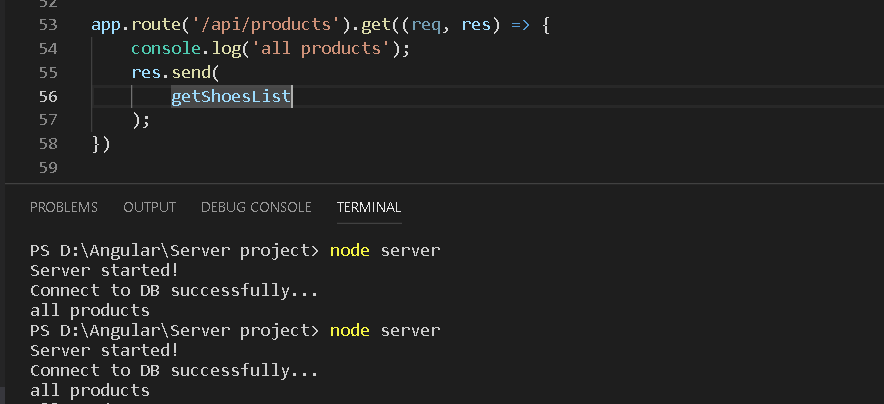 52
53 app.route('/api/products').get((req, res) => {
54 console.log('all products');
55 res.send(
56 getShoesList
57 );
58 })
59
PROBLEMS OUTPUT DEBUG CONSOLE TERMINAL
PS D:\Angular\Server project> node server
Server started!
Connect to DB successfully...
all products
PS D:\Angular\Server project> node server
Server started!
Connect to DB successfully...
all products